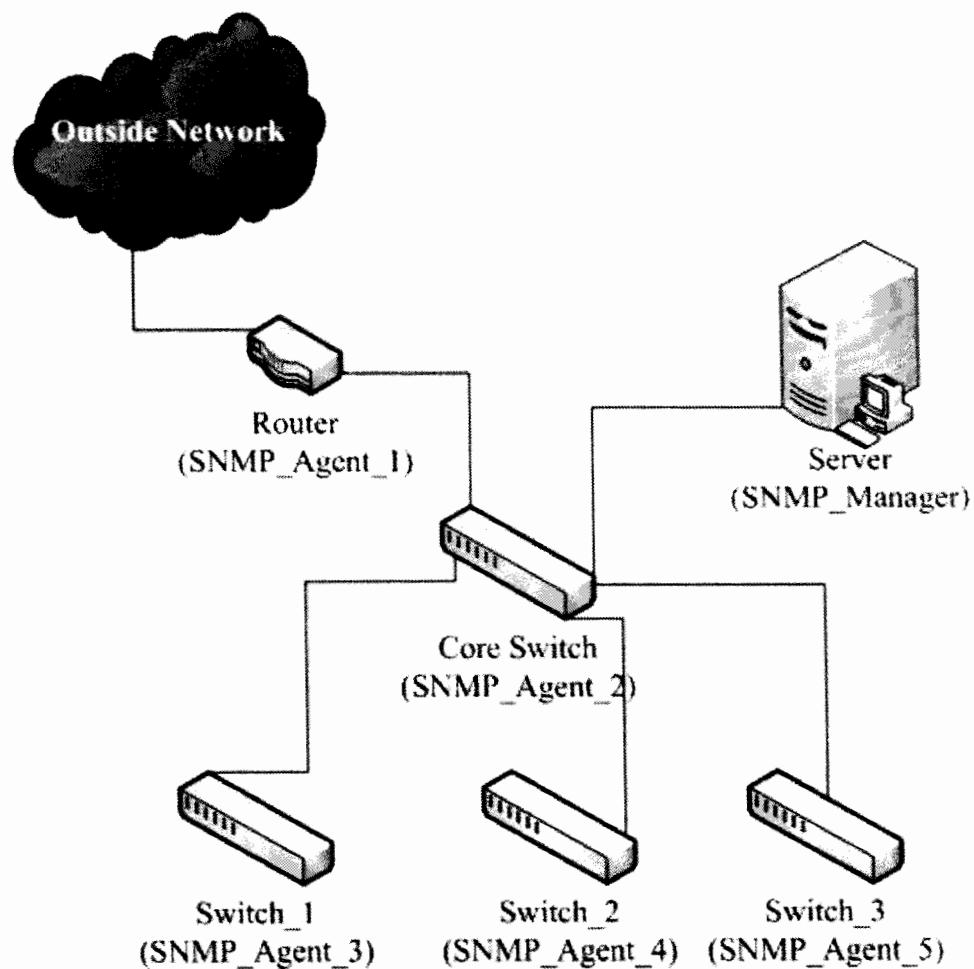 Outside Network
Router
(SNMP_Agent_1)
Server
(SNMP_Manager)
Core Switch
(SNMP_Agent_2)
Switch_1
(SNMP_Agent_3)
Switch_2
(SNMP_Agent_4)
Switch_3
(SNMP_Agent_5)